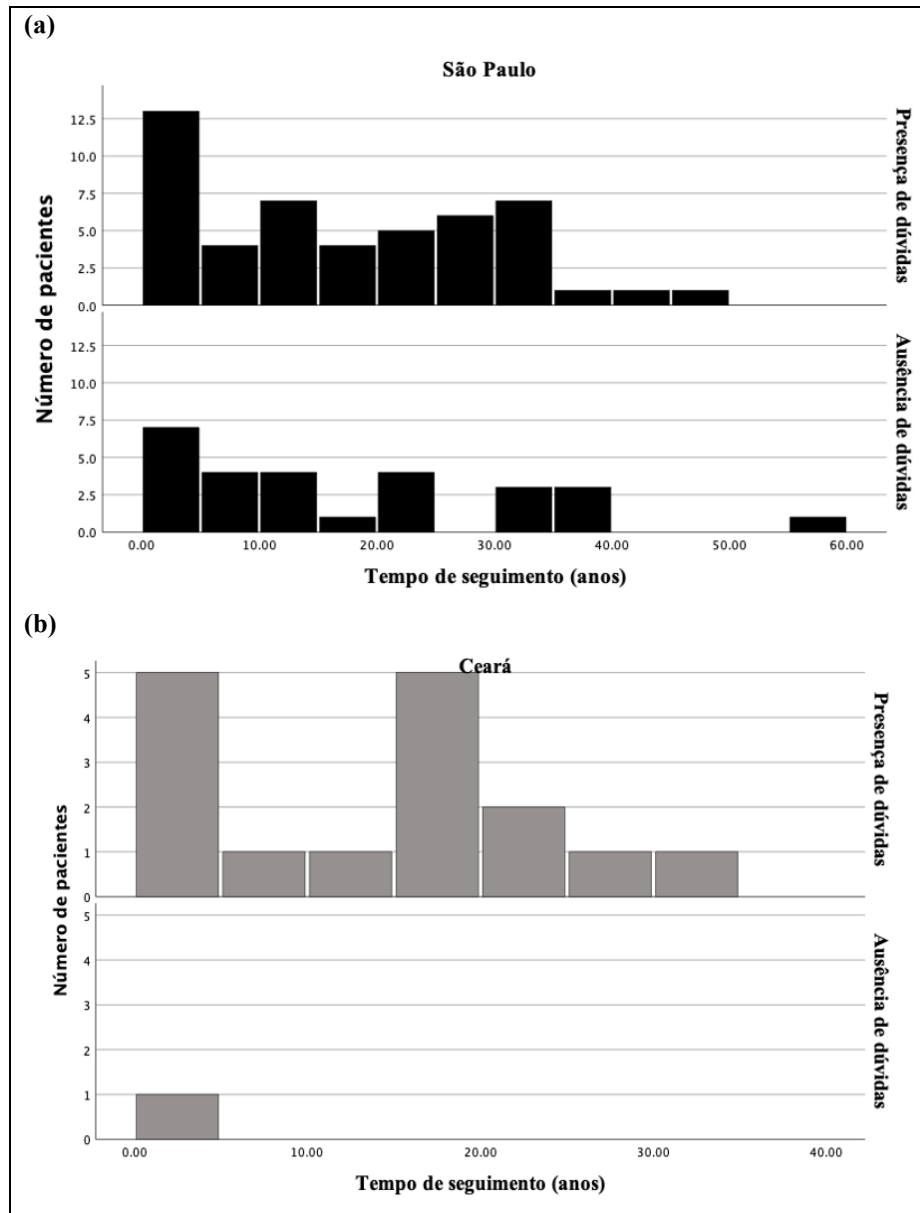 (a)
São Paulo
12.5
10.0
7.5
5.0
2.5
0.0
Presença de dúvidas
Número de pacientes
12.5
10.0
7.5
5.0
2.5
0.0
Ausência de dúvidas
0.00 10.00 20.00 30.00 40.00 50.00 60.00
Tempo de seguimento (anos)
(b)
Ceará
5
4
3
2
1
0
Presença de dúvidas
Número de pacientes
5
4
3
2
1
0
Ausência de dúvidas
0.00 10.00 20.00 30.00 40.00
Tempo de seguimento (anos)